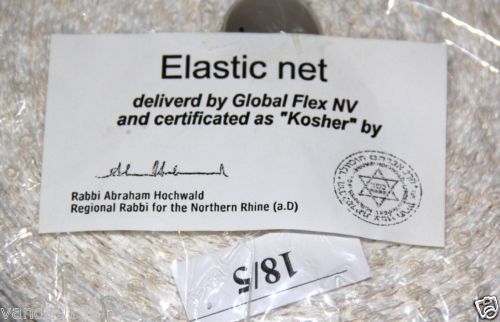 Elastic net
deliverd by Global Flex NV
and certificated as "Kosher" by
Rabbi Abraham Hochwald
Regional Rabbi for the Northern Rhine (a.D)
כשר
18/5